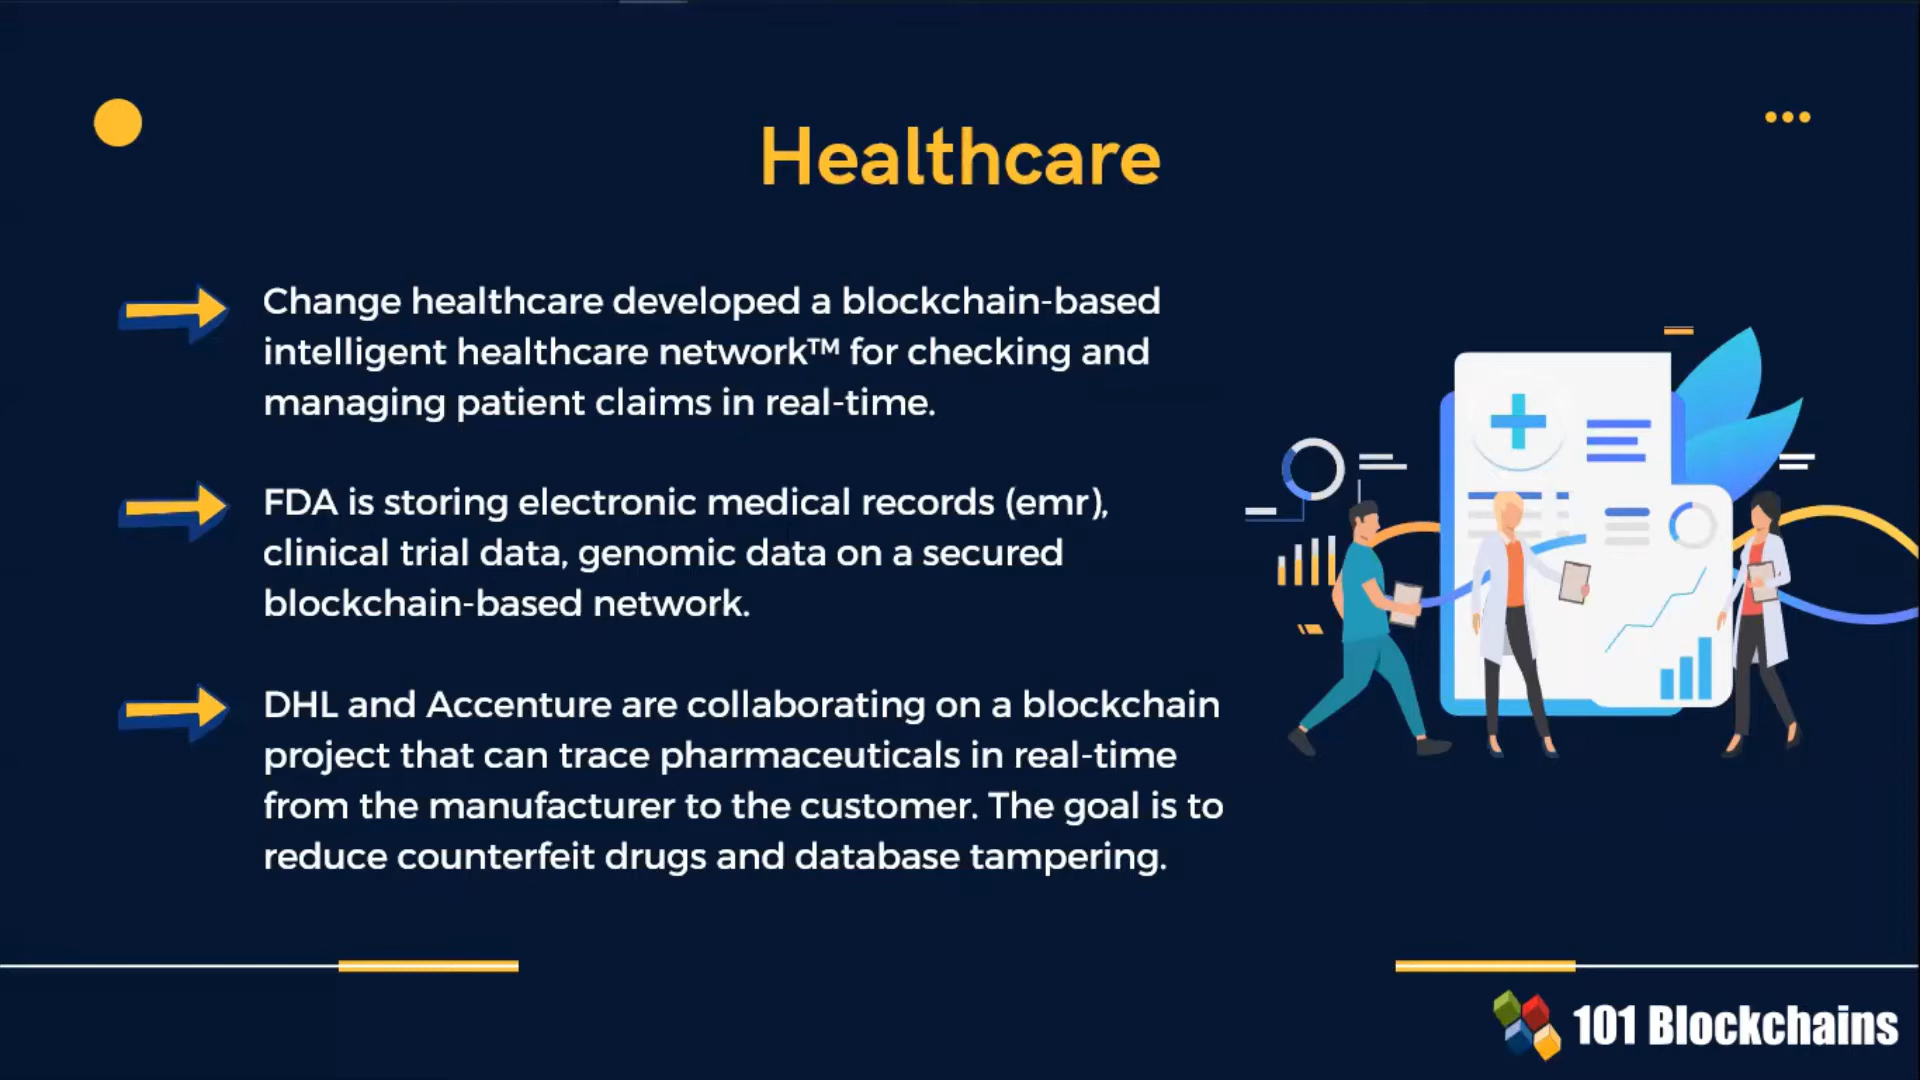 Healthcare
Change healthcare developed a blockchain-based
intelligent healthcare network™ for checking and
managing patient claims in real-time.
FDA is storing electronic medical records (emr),
clinical trial data, genomic data on a secured
blockchain-based network.
DHL and Accenture are collaborating on a blockchain
project that can trace pharmaceuticals in real-time
from the manufacturer to the customer. The goal is to
reduce counterfeit drugs and database tampering.
101 Blockchains